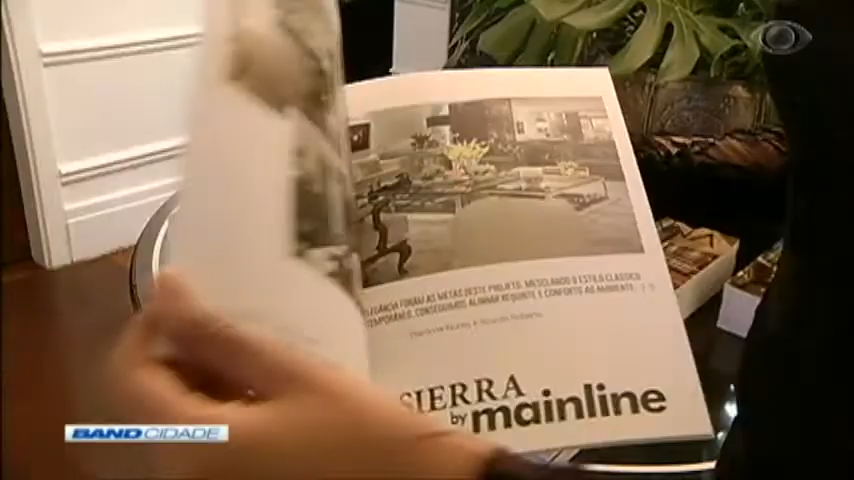 ELEGÂNCIA FORAM AS METAS DESTE PROJETO. MESCLANDO O ESTILO CLÁSSICO
CONSEGUIMOS ALINHAR REQUINTE E CONFORTO AO AMBIENTE.
SIERRA
by mainline
BAND CIDADE